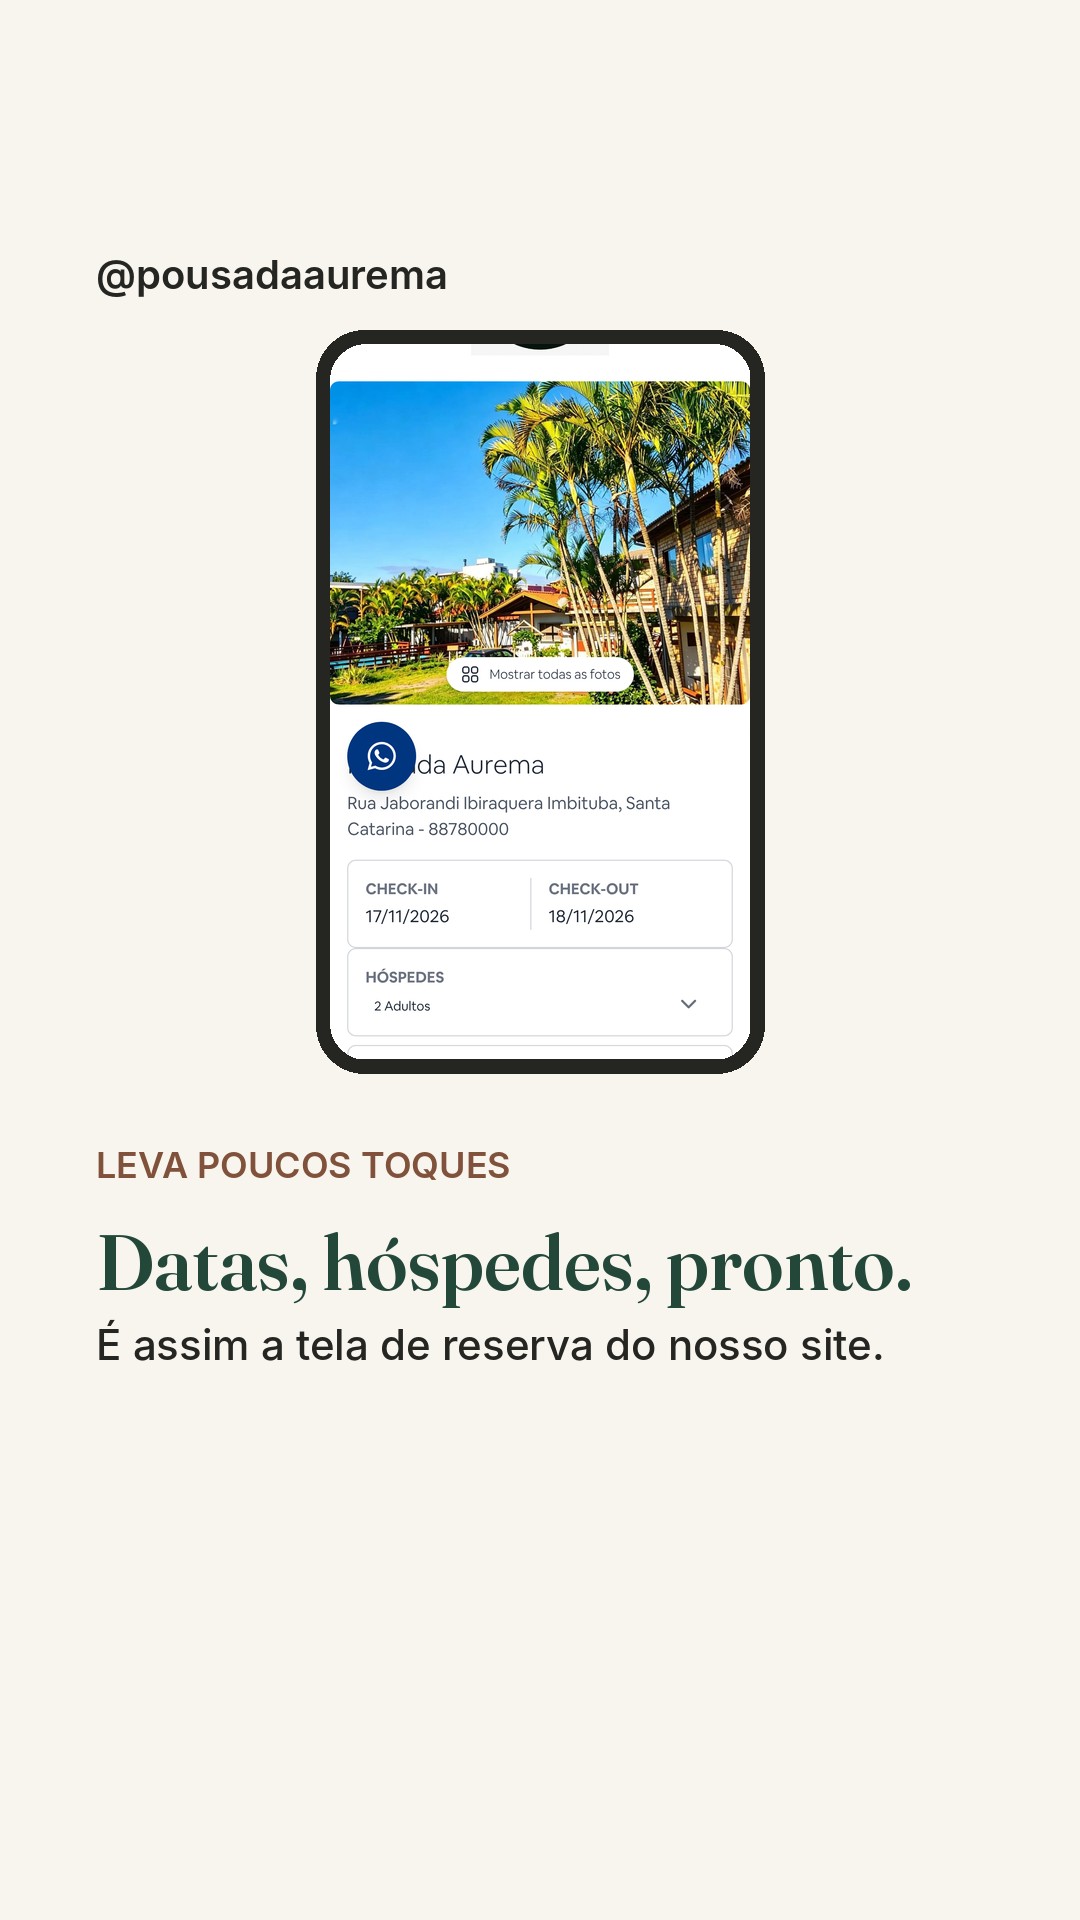 @pousadaaurema
Mostrar todas as fotos
da Aurema
Rua Jaborandi Ibiraquera Imbituba, Santa
Catarina - 88780000
CHECK-IN
CHECK-OUT
17/11/2026
18/11/2026
HÓSPEDES
2 Adultos
LEVA POUCOS TOQUES
Datas, hóspedes, pronto.
É assim a tela de reserva do nosso site.